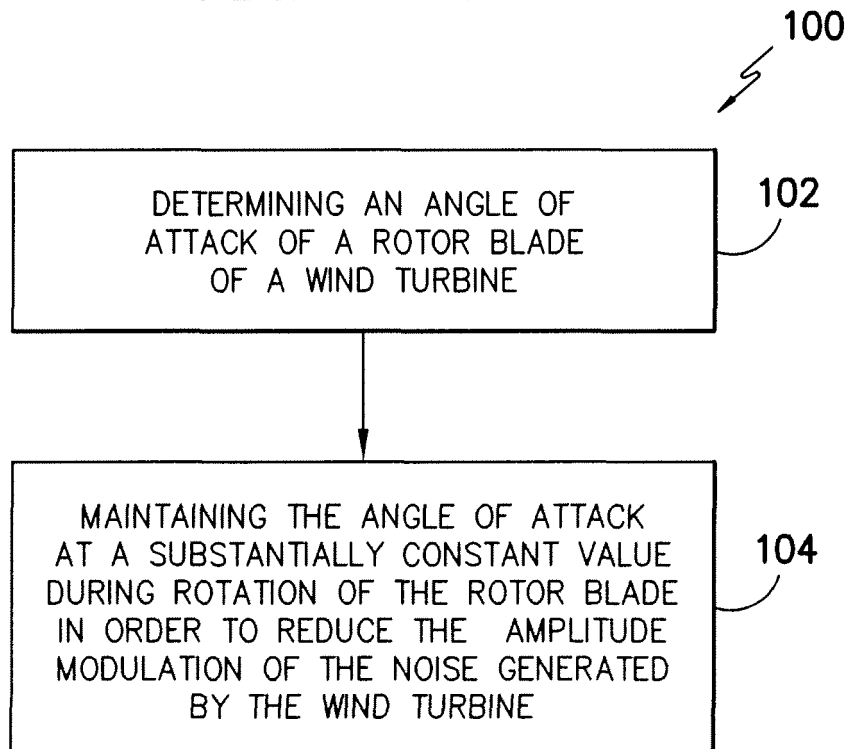 100
DETERMINING AN ANGLE OF
ATTACK OF A ROTOR BLADE
OF A WIND TURBINE
102
MAINTAINING THE ANGLE OF ATTACK
AT A SUBSTANTIALLY CONSTANT VALUE
DURING ROTATION OF THE ROTOR BLADE
IN ORDER TO REDUCE THE AMPLITUDE
MODULATION OF THE NOISE GENERATED
BY THE WIND TURBINE
104